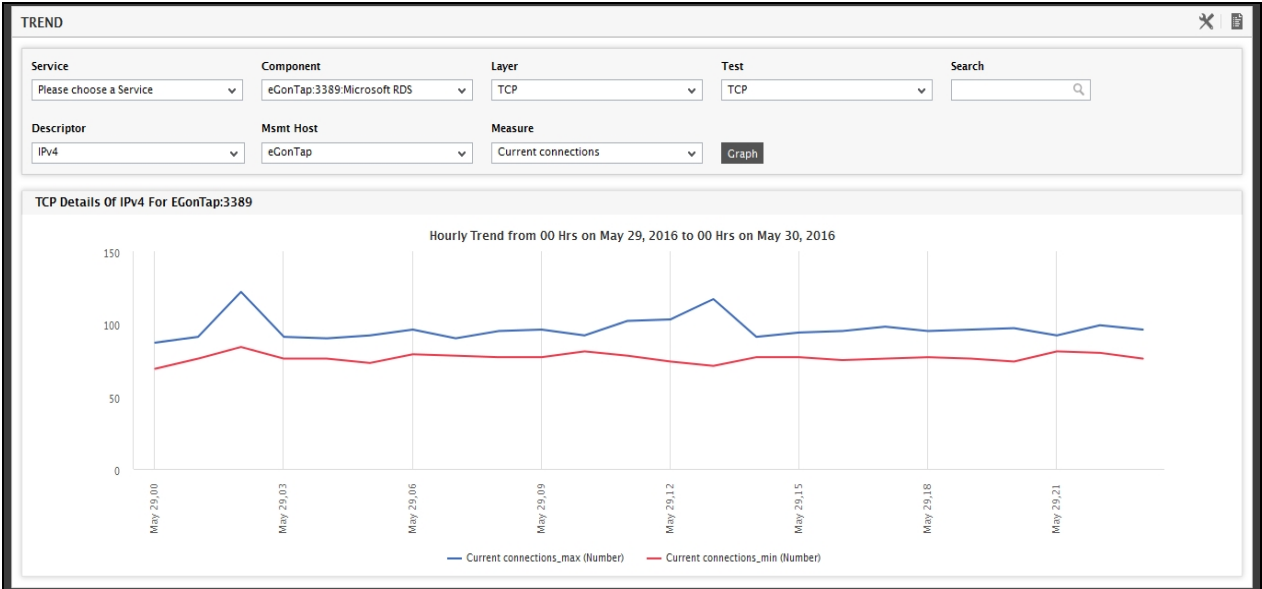 TREND
Service Component Layer Test Search
Please choose a Service eGonTap:3389:Microsoft RDS TCP TCP
Descriptor Msmt Host Measure
IPv4 eGonTap Current connections Graph
TCP Details Of IPv4 For EGonTap:3389
Hourly Trend from 00 Hrs on May 29, 2016 to 00 Hrs on May 30, 2016
150
100
50
0
May 29,00 May 29,03 May 29,06 May 29,09 May 29,12 May 29,15 May 29,18 May 29,21
Current connections_max (Number) Current connections_min (Number)